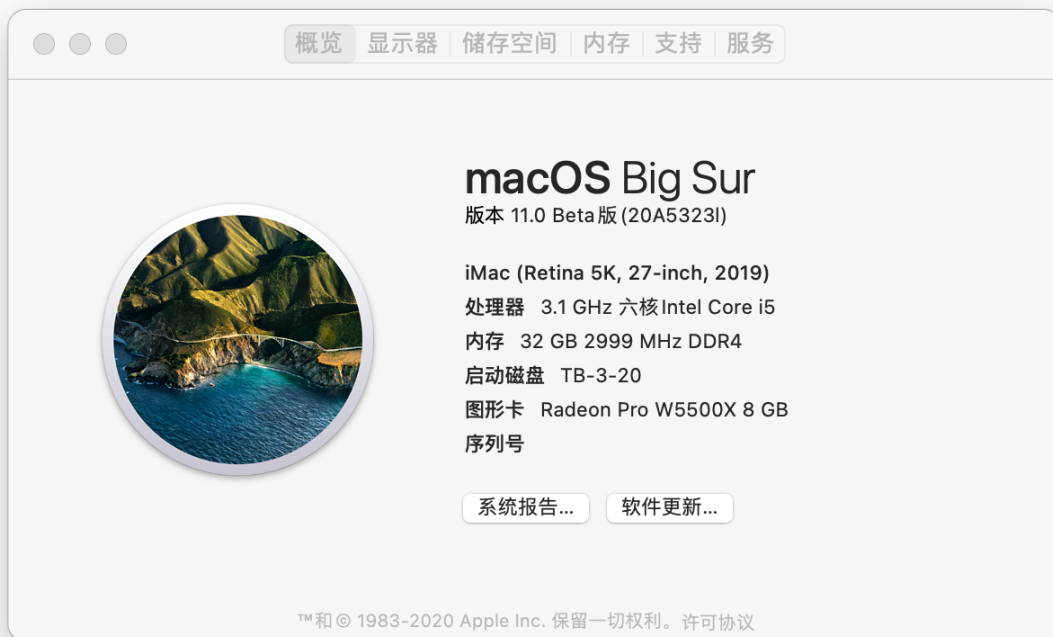 概览 显示器 储存空间 内存 支持 服务
macOS Big Sur
版本 11.0 Beta版 (20A5323l)
iMac (Retina 5K, 27-inch, 2019)
处理器 3.1 GHz 六核Intel Core i5
内存 32 GB 2999 MHz DDR4
启动磁盘 TB-3-20
图形卡 Radeon Pro W5500X 8 GB
序列号
系统报告... 软件更新...
™和© 1983-2020 Apple Inc. 保留一切权利。许可协议